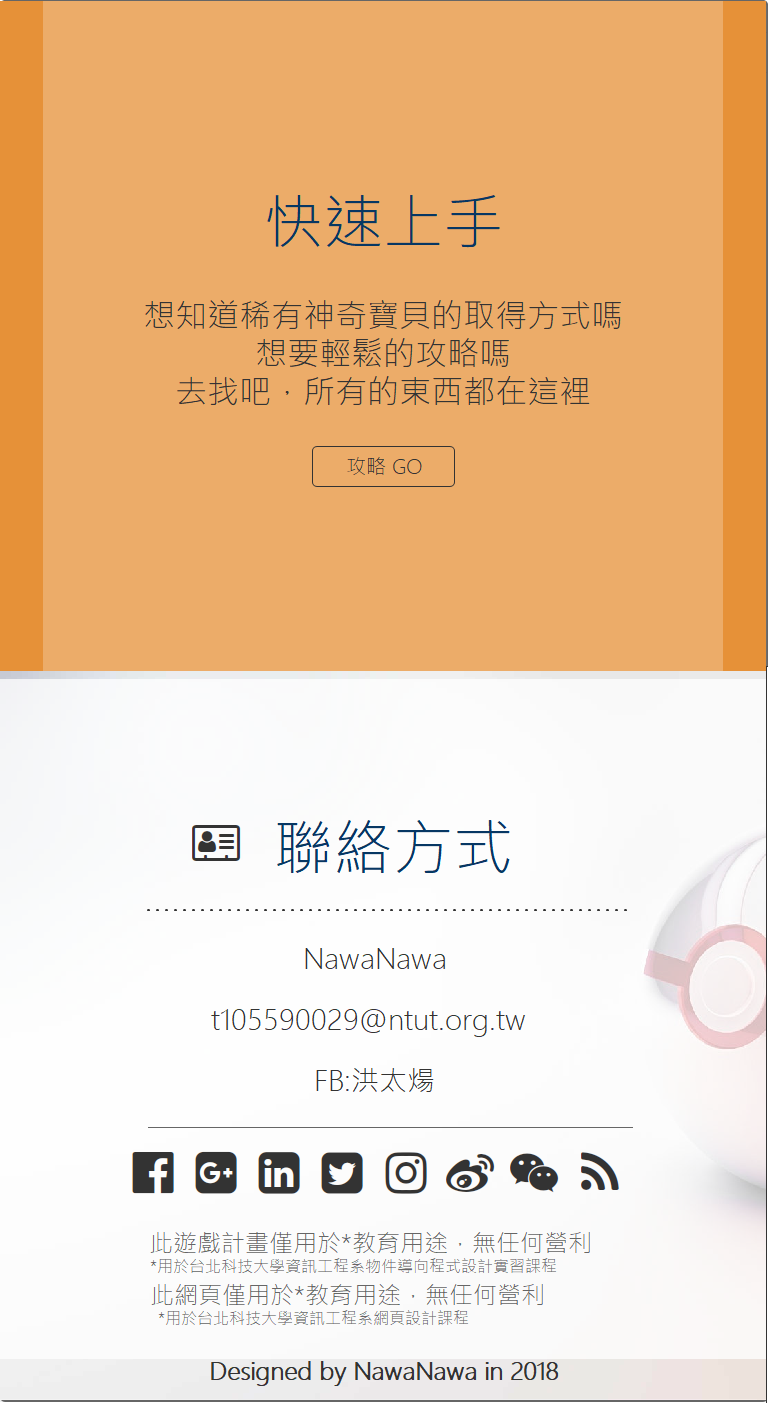 快速上手
想知道稀有神奇寶貝的取得方式嗎
想要輕鬆的攻略嗎
去找吧，所有的東西都在這裡
攻略 GO
聯絡方式
NawaNawa
t105590029@ntut.org.tw
FB:洪太煬
此遊戲計畫僅用於*教育用途，無任何營利
*用於台北科技大學資訊工程系物件導向程式設計實習課程
此網頁僅用於*教育用途，無任何營利
*用於台北科技大學資訊工程系網頁設計課程
Designed by NawaNawa in 2018